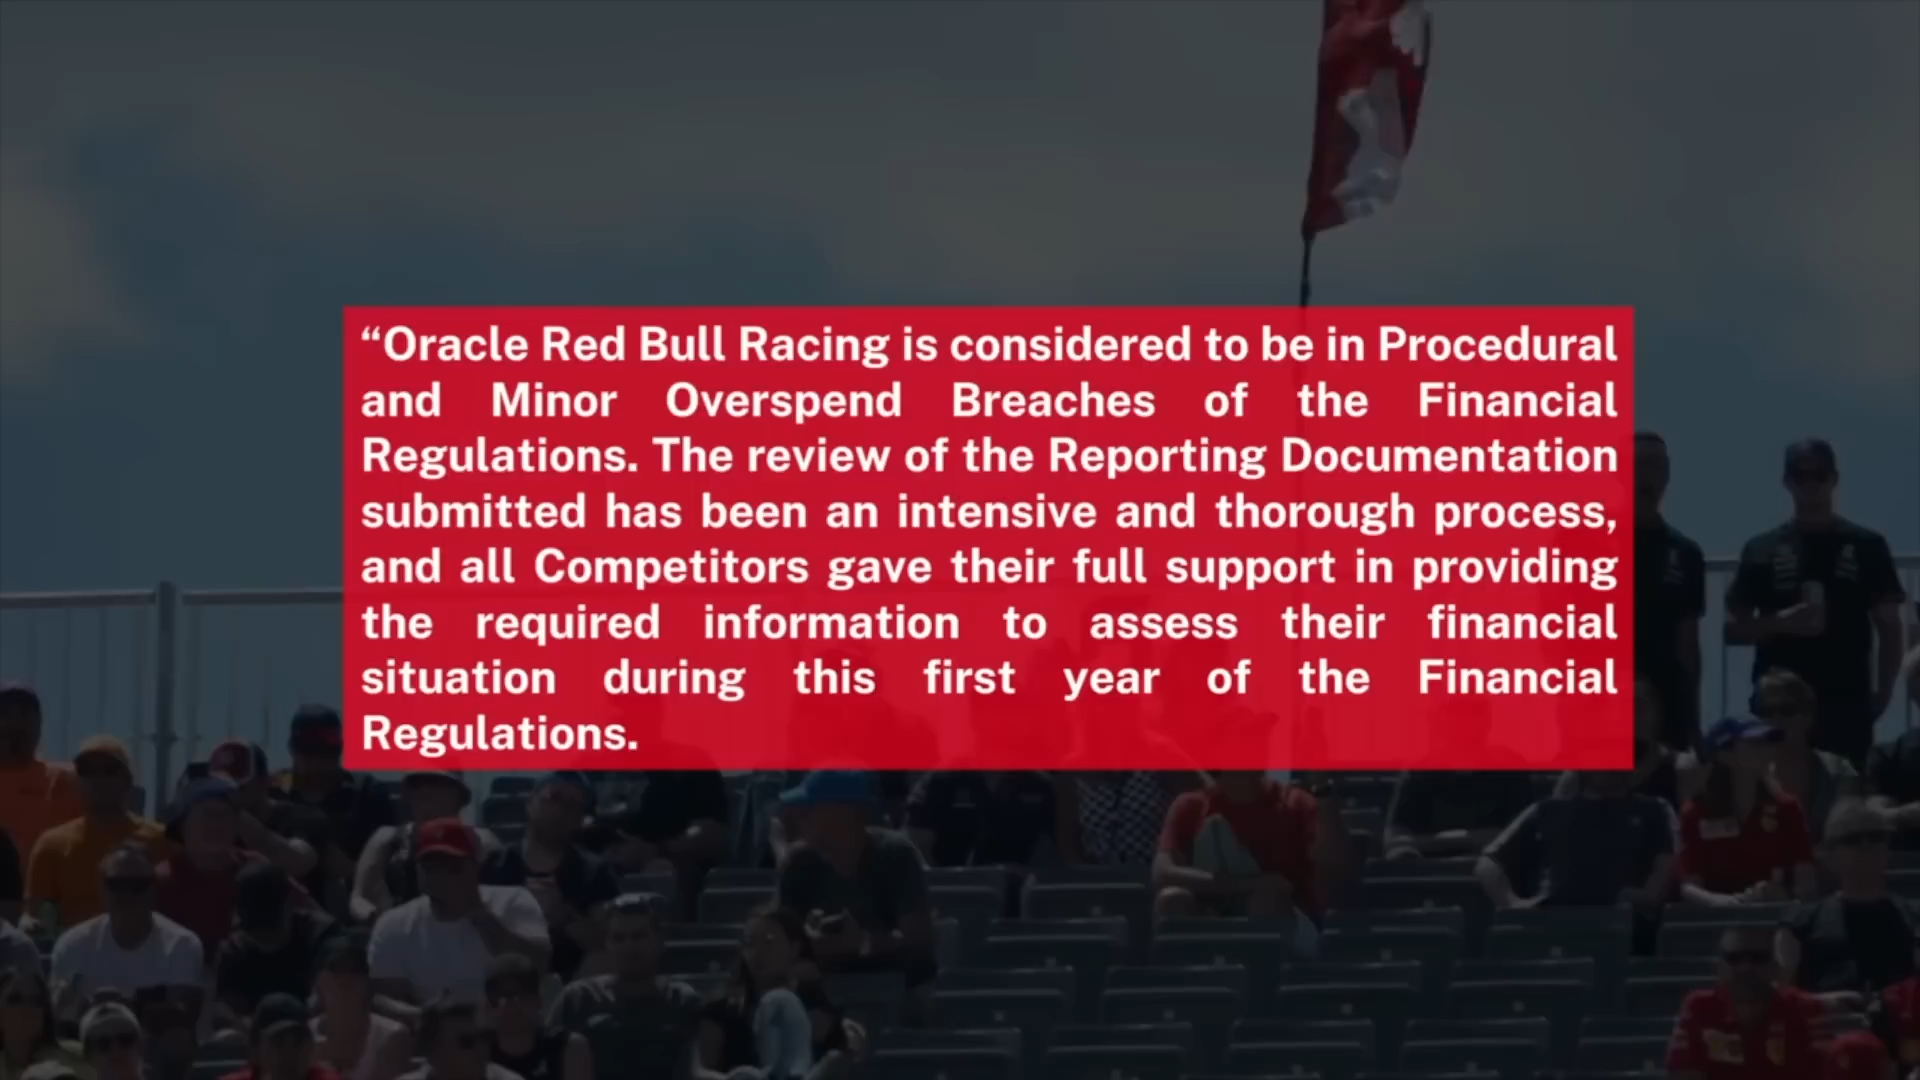 “Oracle Red Bull Racing is considered to be in Procedural
and Minor Overspend Breaches of the Financial
Regulations. The review of the Reporting Documentation
submitted has been an intensive and thorough process,
and all Competitors gave their full support in providing
the required information to assess their financial
situation during this first year of the Financial
Regulations.